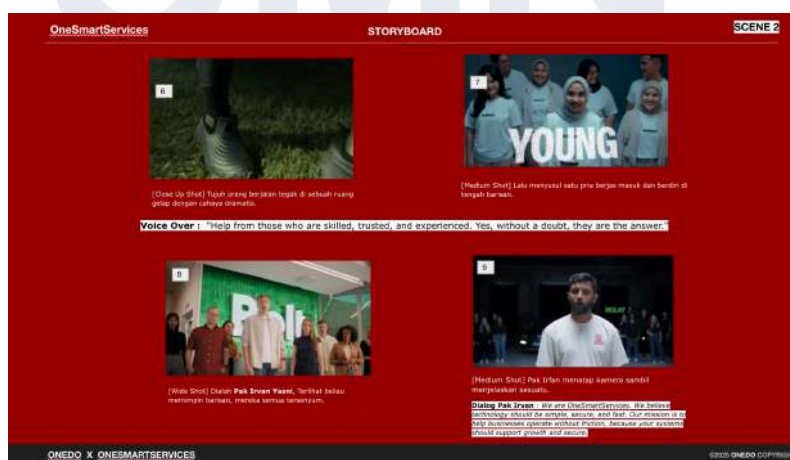 OneSmartServices
STORYBOARD
SCENE 2
6
7
YOUNG
[Close Up Shot] Tujuh orang berjalan tegak di sebuah ruang
gelap dengan cahaya dramatis.
[Medium Shot] Lalu menyusul satu pria berjas masuk dan berdiri di
tengah barisan.
Voice Over : "Help from those who are skilled, trusted, and experienced. Yes, without a doubt, they are the answer."
8
9
Bolt
[Wide Shot] Dialah Pak Irvan Yasni, Terlihat beliau
memimpin barisan, mereka semua tersenyum.
[Medium Shot] Pak Irfan menatap kamera sambil
menjelaskan sesuatu.
Dialog Pak Irvan : We are OneSmartServices. We believe
technology should be simple, secure, and fast. Our mission is to
help businesses operate without friction, because your systems
should support growth and secure.
ONEDO X ONESMARTSERVICES
©2025 ONEDO COPYRIGH